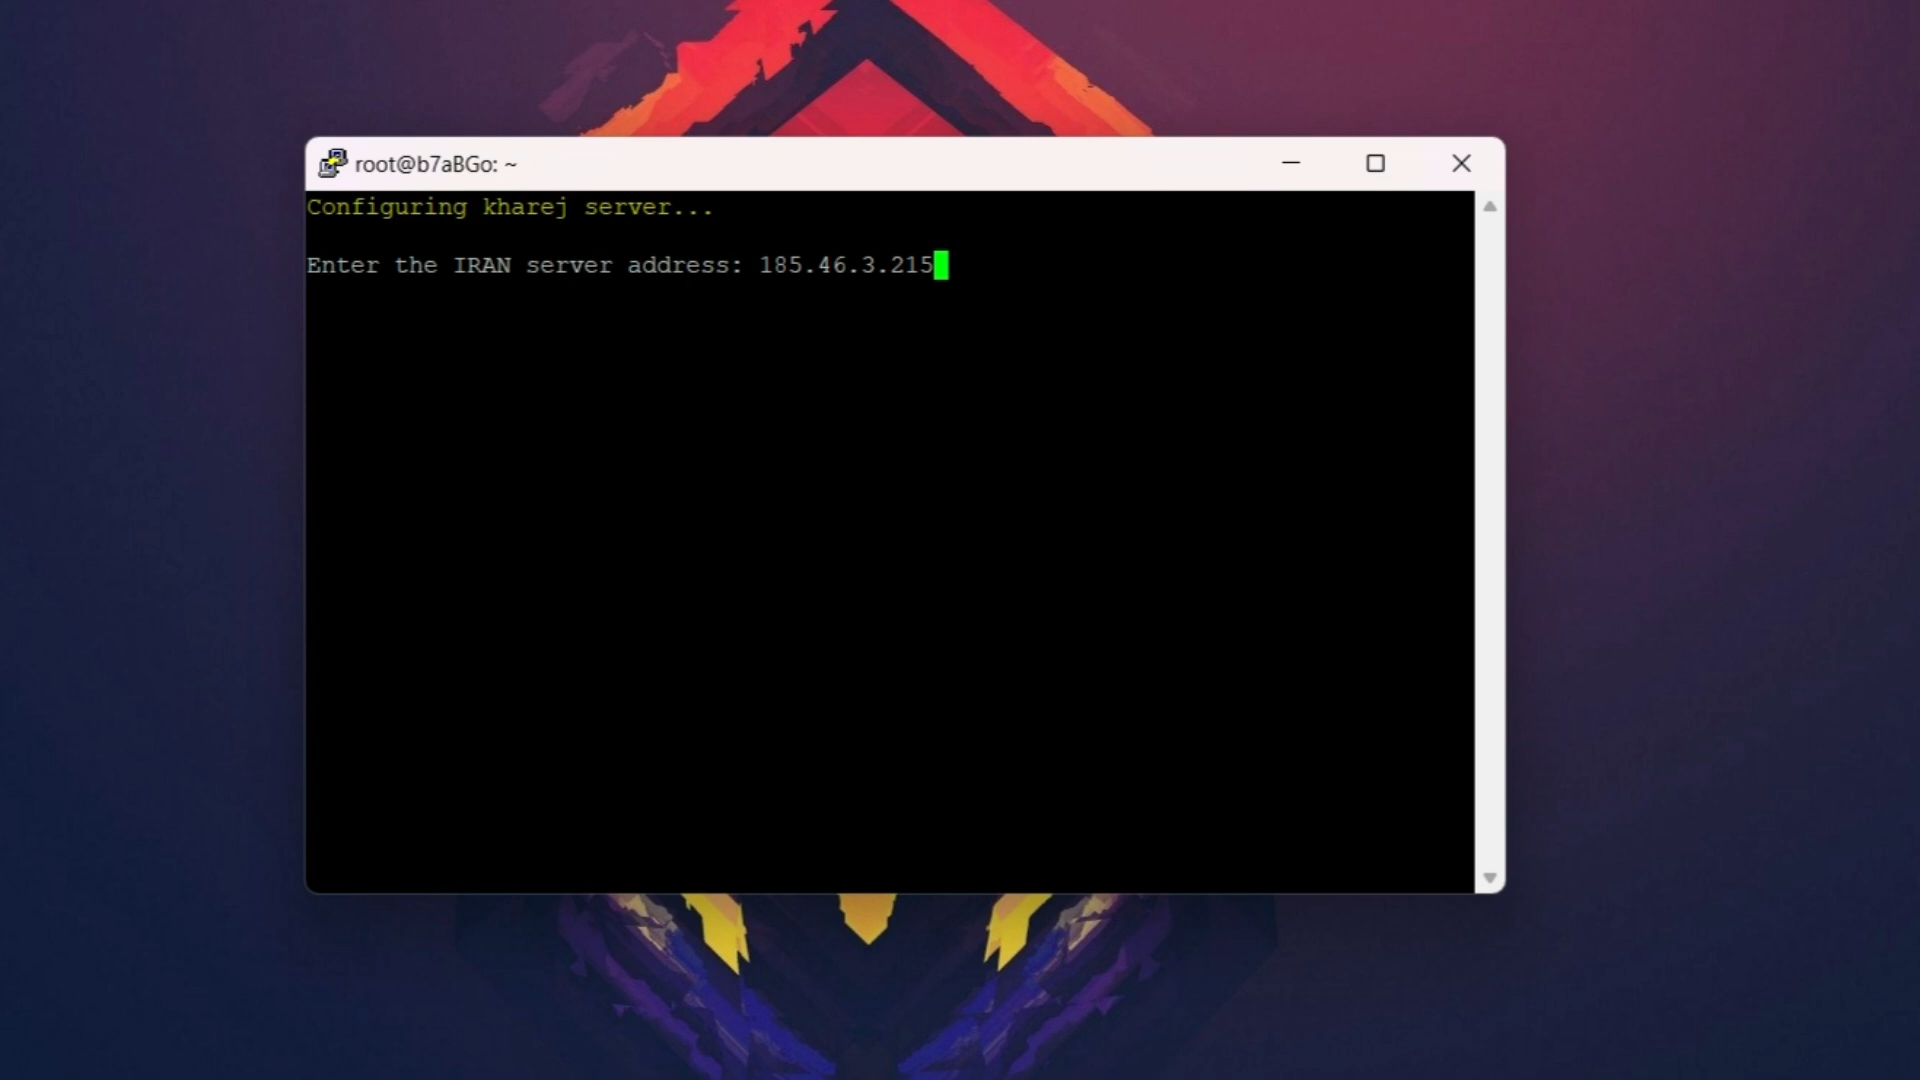 root@b7aBGo: ~
Configuring kharej server...
Enter the IRAN server address: 185.46.3.215